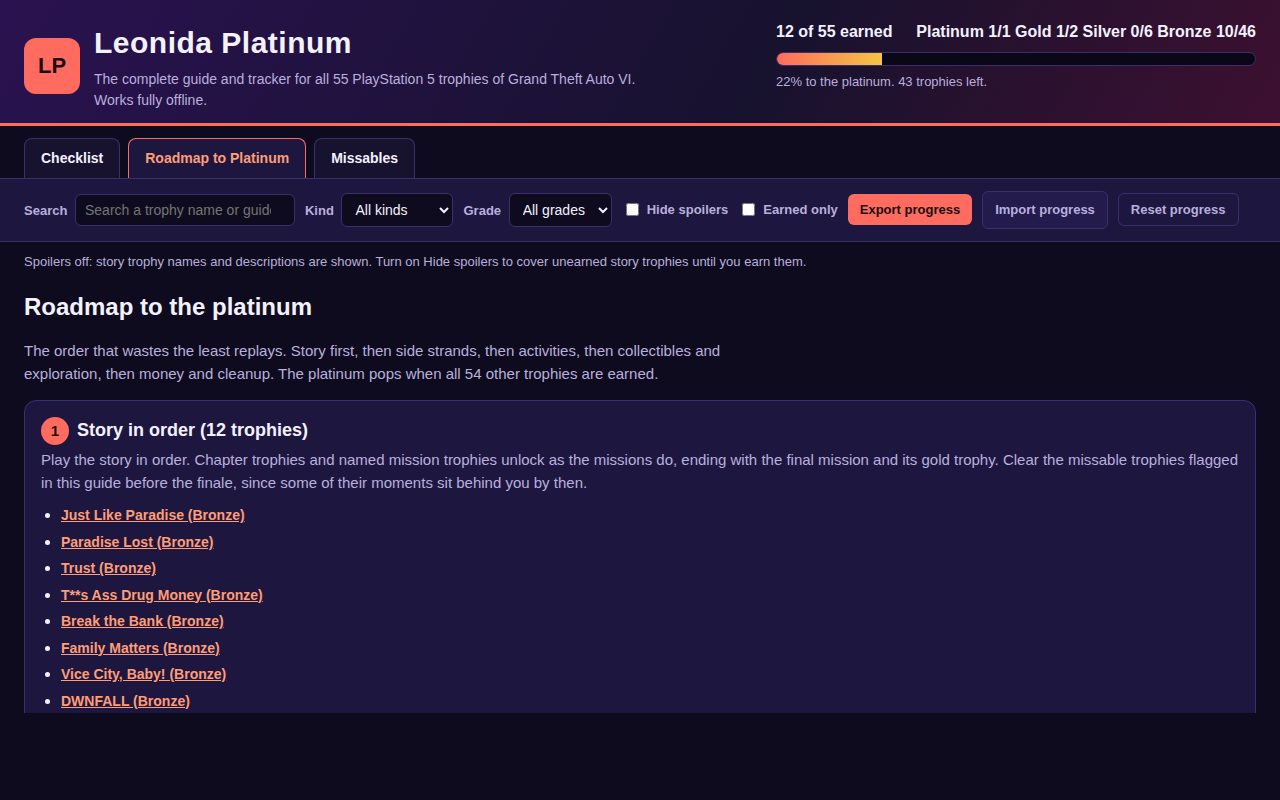 LP
Leonida Platinum
The complete guide and tracker for all 55 PlayStation 5 trophies of Grand Theft Auto VI.
Works fully offline.
12 of 55 earned
Platinum 1/1 Gold 1/2 Silver 0/6 Bronze 10/46
22% to the platinum. 43 trophies left.
Checklist
Roadmap to Platinum
Missables
Search
Search a trophy name or guide
Kind
All kinds
Grade
All grades
Hide spoilers
Earned only
Export progress
Import progress
Reset progress
Spoilers off: story trophy names and descriptions are shown. Turn on Hide spoilers to cover unearned story trophies until you earn them.
Roadmap to the platinum
The order that wastes the least replays. Story first, then side strands, then activities, then collectibles and
exploration, then money and cleanup. The platinum pops when all 54 other trophies are earned.
1
Story in order (12 trophies)
Play the story in order. Chapter trophies and named mission trophies unlock as the missions do, ending with the final mission and its gold trophy. Clear the missable trophies flagged
in this guide before the finale, since some of their moments sit behind you by then.
Just Like Paradise (Bronze)
Paradise Lost (Bronze)
Trust (Bronze)
T**s Ass Drug Money (Bronze)
Break the Bank (Bronze)
Family Matters (Bronze)
Vice City, Baby! (Bronze)
DWNFALL (Bronze)